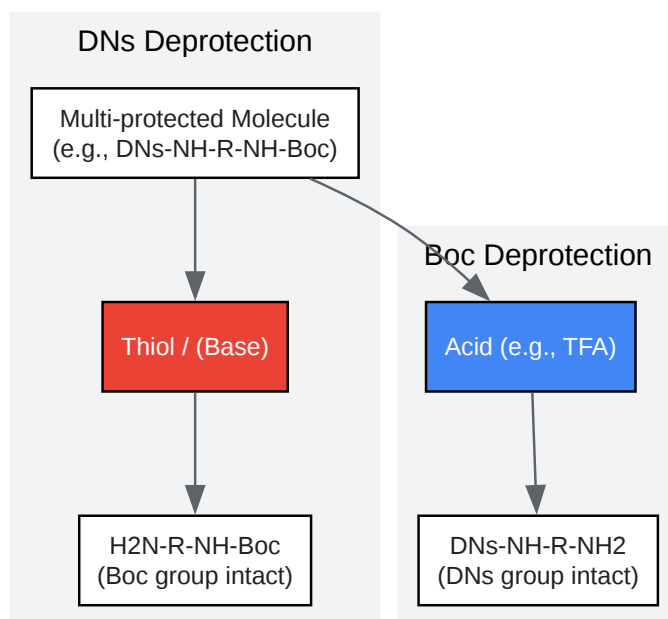 DNs Deprotection
Multi-protected Molecule
(e.g., DNs-NH-R-NH-Boc)
Boc Deprotection
Thiol / (Base)
Acid (e.g., TFA)
H2N-R-NH-Boc
(Boc group intact)
DNs-NH-R-NH2
(DNs group intact)